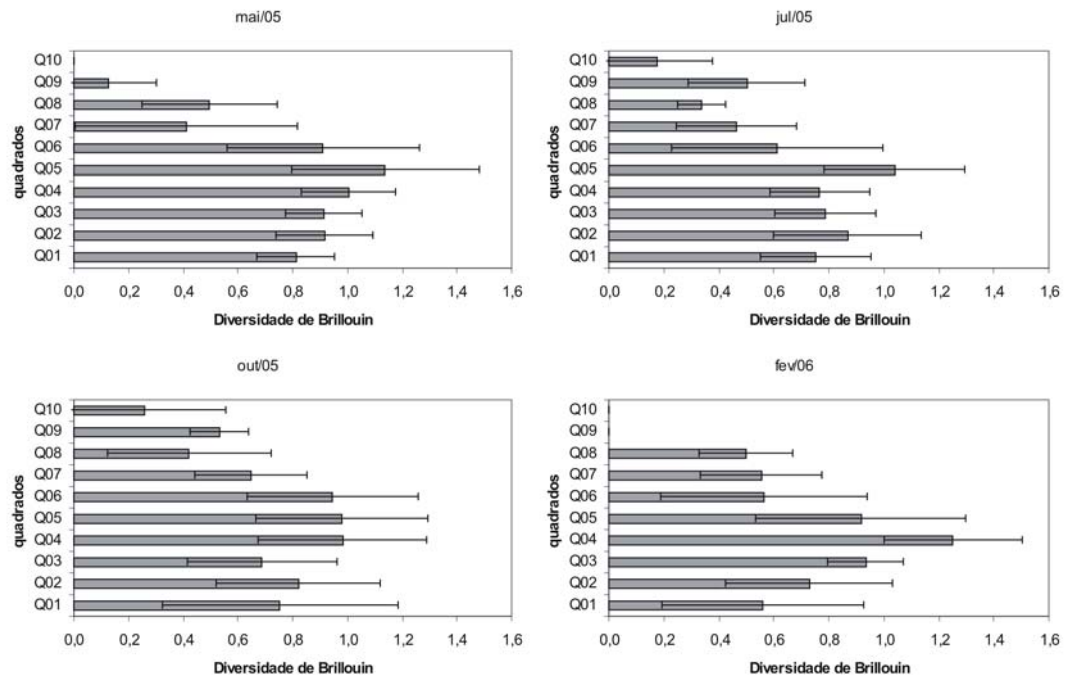 mai/05
quadrados
Q10
Q09
Q08
Q07
Q06
Q05
Q04
Q03
Q02
Q01
0,0 0,2 0,4 0,6 0,8 1,0 1,2 1,4 1,6
Diversidade de Brillouin
jul/05
quadrados
Q10
Q09
Q08
Q07
Q06
Q05
Q04
Q03
Q02
Q01
0,0 0,2 0,4 0,6 0,8 1,0 1,2 1,4 1,6
Diversidade de Brillouin
out/05
quadrados
Q10
Q09
Q08
Q07
Q06
Q05
Q04
Q03
Q02
Q01
0,0 0,2 0,4 0,6 0,8 1,0 1,2 1,4 1,6
Diversidade de Brillouin
fev/06
quadrados
Q10
Q09
Q08
Q07
Q06
Q05
Q04
Q03
Q02
Q01
0,0 0,2 0,4 0,6 0,8 1,0 1,2 1,4 1,6
Diversidade de Brillouin